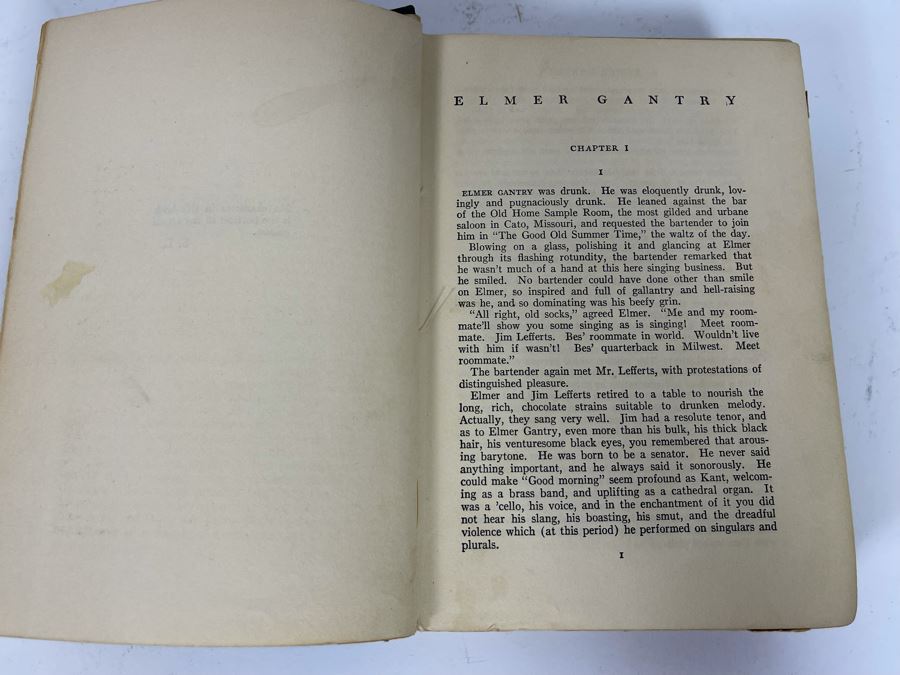 ELMER GANTRY
CHAPTER I
I
ELMER GANTRY was drunk. He was eloquently drunk, lov-
ingly and pugnaciously drunk. He leaned against the bar
of the Old Home Sample Room, the most gilded and urbane
saloon in Cato, Missouri, and requested the bartender to join
him in "The Good Old Summer Time," the waltz of the day.
Blowing on a glass, polishing it and glancing at Elmer
through its flashing rotundity, the bartender remarked that
he wasn't much of a hand at this here singing business. But
he smiled. No bartender could have done other than smile
on Elmer, so inspired and full of gallantry and hell-raising
was he, and so dominating was his beefy grin.
"All right, old socks," agreed Elmer. "Me and my room-
mate'll show you some singing as is singing! Meet room-
mate. Jim Lefferts. Bes' roommate in world. Wouldn't live
with him if wasn't! Bes' quarterback in Milwest. Meet
roommate."
The bartender again met Mr. Lefferts, with protestations of
distinguished pleasure.
Elmer and Jim Lefferts retired to a table to nourish the
long, rich, chocolate strains suitable to drunken melody.
Actually, they sang very well. Jim had a resolute tenor, and
as to Elmer Gantry, even more than his bulk, his thick black
hair, his venturesome black eyes, you remembered that arous-
ing barytone. He was born to be a senator. He never said
anything important, and he always said it sonorously. He
could make "Good morning" seem profound as Kant, welcom-
ing as a brass band, and uplifting as a cathedral organ. It
was a 'cello, his voice, and in the enchantment of it you did
not hear his slang, his boasting, his smut, and the dreadful
violence which (at this period) he performed on singulars and
plurals.
I